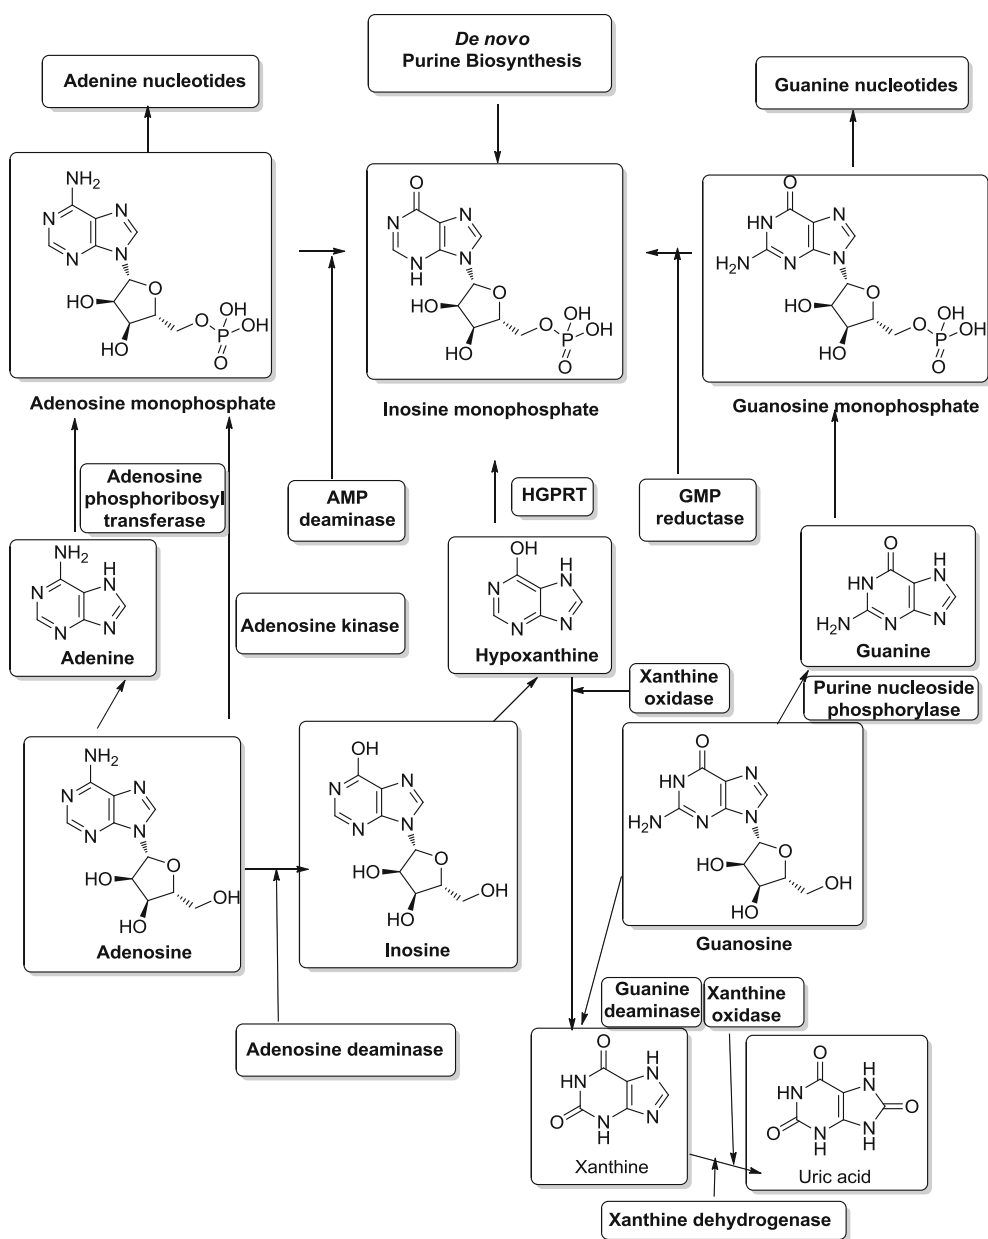 De novo
Purine Biosynthesis
Adenine nucleotides
Guanine nucleotides
NH2
N
N
N
N
O
HO
HO
O
P
OH
OH
O
Adenosine monophosphate
O
N
N
N
H
N
O
HO
HO
O
P
OH
OH
O
Inosine monophosphate
O
HN
N
H2N
N
N
O
HO
HO
O
P
OH
OH
O
Guanosine monophosphate
Adenosine
phosphoribosyl
transferase
AMP
deaminase
HGPRT
GMP
reductase
NH2
H
N
N
N
N
Adenine
Adenosine kinase
OH
H
N
N
N
N
Hypoxanthine
O
H
N
HN
H2N
N
N
Guanine
Xanthine
oxidase
Purine nucleoside
phosphorylase
NH2
N
N
N
N
O
HO
OH
HO
Adenosine
OH
N
N
N
N
O
HO
OH
HO
Inosine
O
HN
N
H2N
N
N
O
HO
OH
HO
Guanosine
Adenosine deaminase
Guanine
deaminase
Xanthine
oxidase
O
H
N
HN
O
N
H
N
Xanthine
O
H
N
HN
O
O
N
H
N
H
Uric acid
Xanthine dehydrogenase